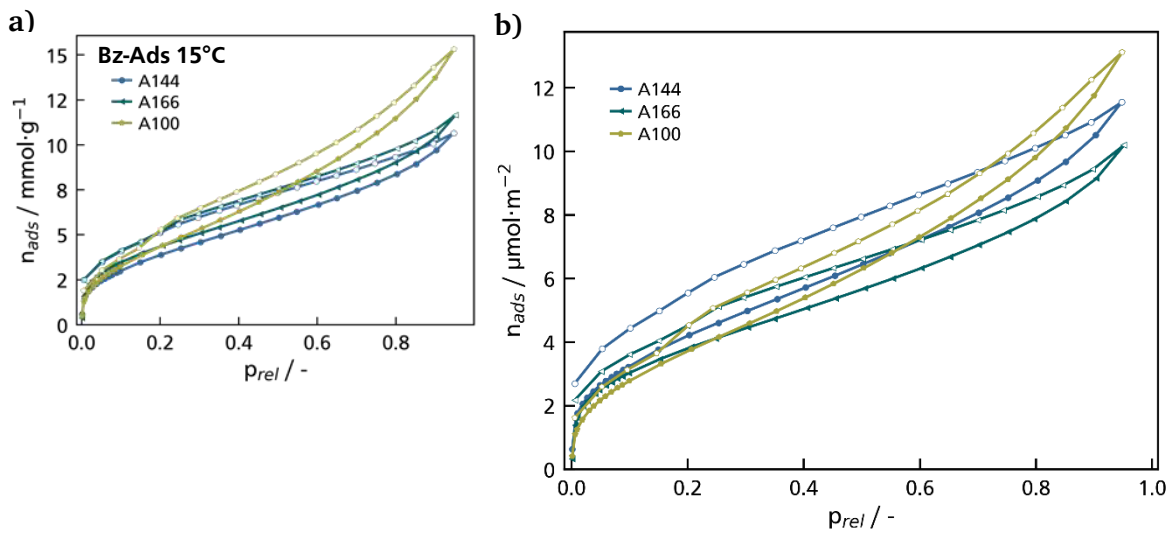 a)
Bz-Ads 15°C
A144
A166
A100
n_ads / mmol·g⁻¹
15
12
10
8
5
2
0
0.0 0.2 0.4 0.6 0.8
p_rel / -
b)
A144
A166
A100
n_ads / μmol·m⁻²
12
10
8
6
4
2
0
0.0 0.2 0.4 0.6 0.8 1.0
p_rel / -